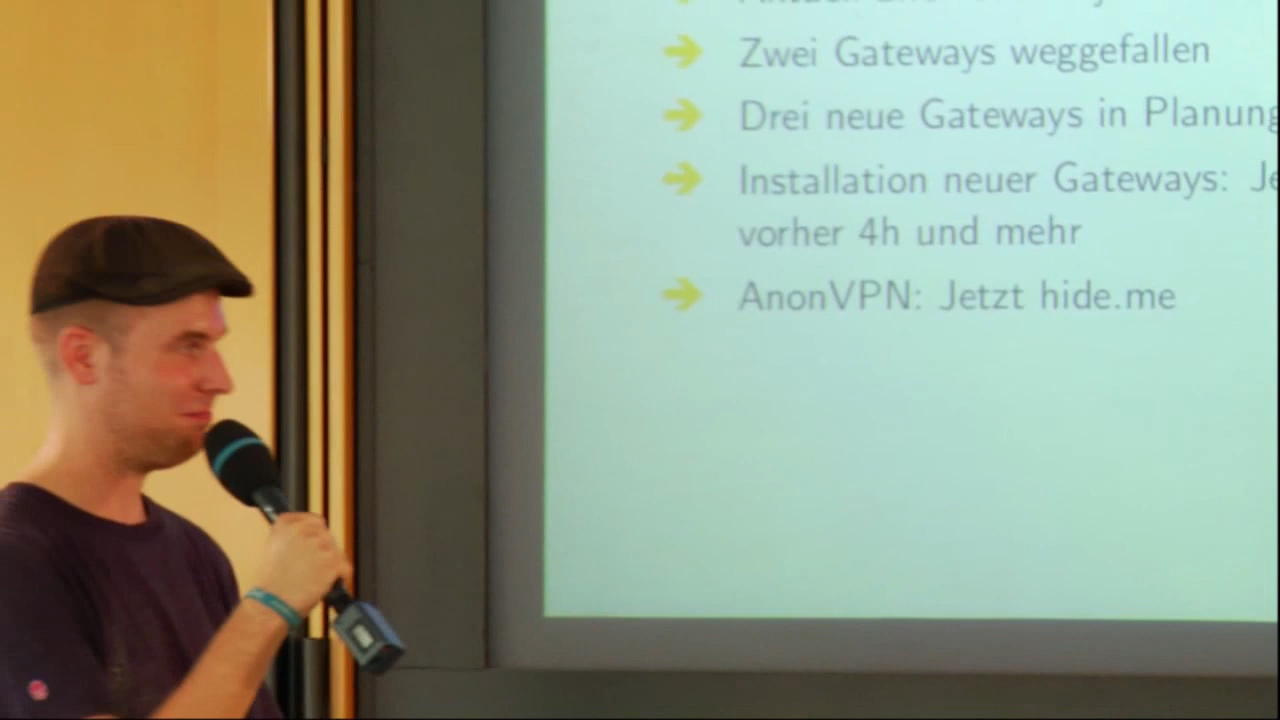 Zwei Gateways weggefallen
Drei neue Gateways in Planung
Installation neuer Gateways:
vorher 4h und mehr
AnonVPN: Jetzt hide.me